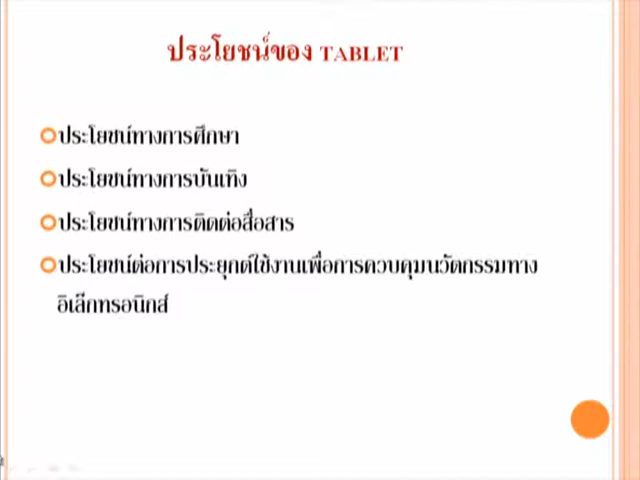 ประโยชน์ของ TABLET
ประโยชน์ทางการศึกษา
ประโยชน์ทางการบันเทิง
ประโยชน์ทางการติดต่อสื่อสาร
ประโยชน์ต่อการประยุกต์ใช้งานเพื่อการควบคุมนวัตกรรมทาง
อิเล็กทรอนิกส์